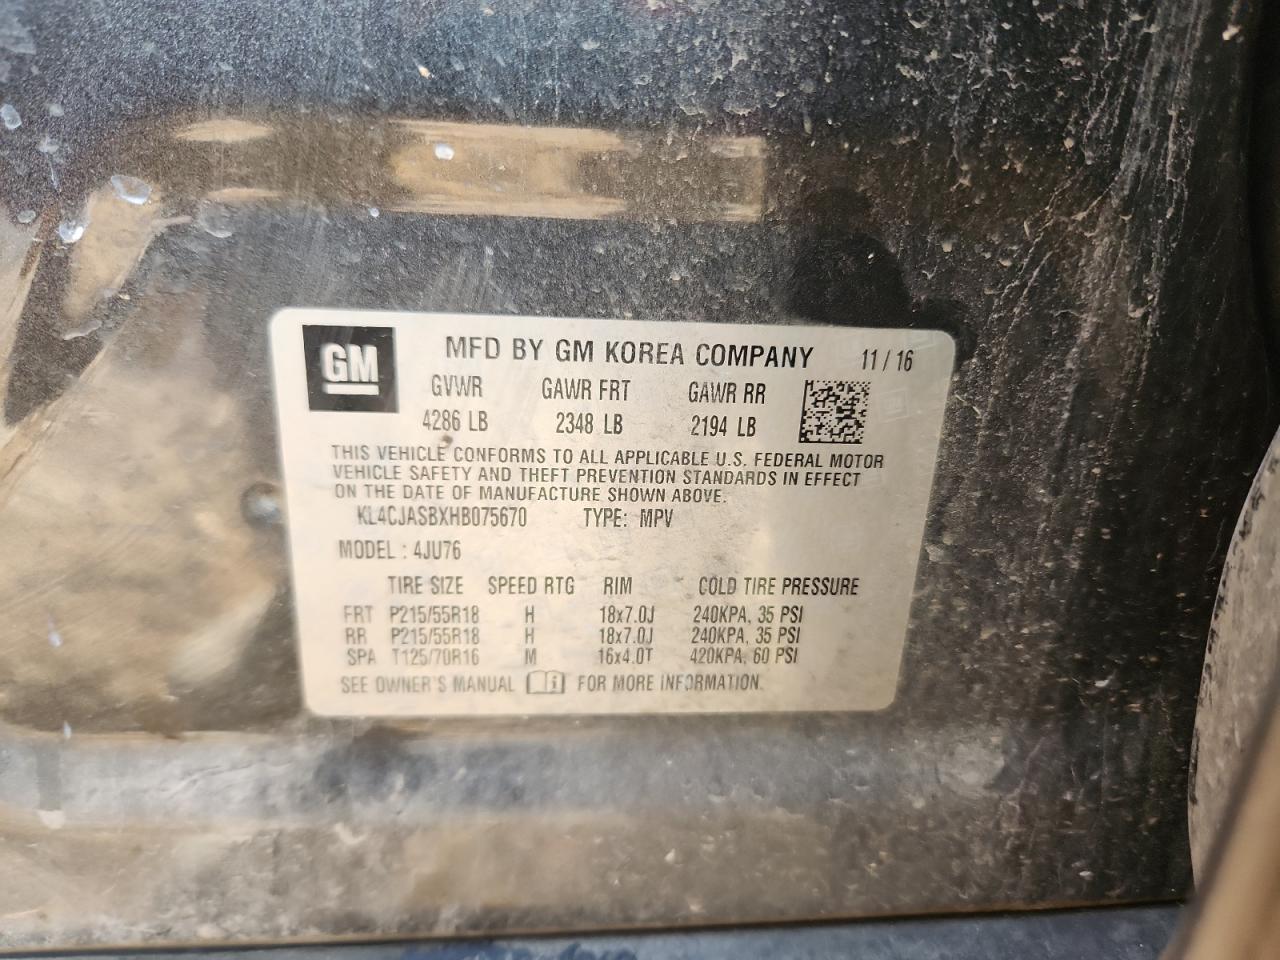 GM MFD BY GM KOREA COMPANY 11 / 16
GVWR GAWR FRT GAWR RR
4286 LB 2348 LB 2194 LB
THIS VEHICLE CONFORMS TO ALL APPLICABLE U.S. FEDERAL MOTOR
VEHICLE SAFETY AND THEFT PREVENTION STANDARDS IN EFFECT
ON THE DATE OF MANUFACTURE SHOWN ABOVE.
KL4CJASBXHB075670 TYPE: MPV
MODEL : 4JU76
TIRE SIZE SPEED RTG RIM COLD TIRE PRESSURE
FRT P215/55R18 H 18x7.0J 240KPA, 35 PSI
RR P215/55R18 H 18x7.0J 240KPA, 35 PSI
SPA T125/70R16 M 16x4.0T 420KPA, 60 PSI
SEE OWNER'S MANUAL FOR MORE INFORMATION.